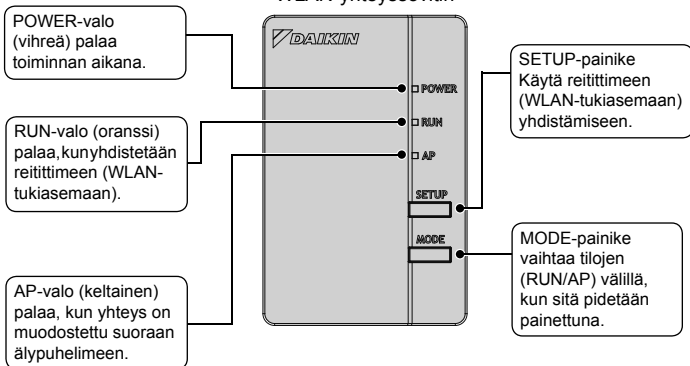 POWER-valo
(vihreä) palaa
toiminnan aikana.
RUN-valo (oranssi)
palaa,kunyhdistetään
reitittimeen (WLAN-
tukiasemaan).
AP-valo (keltainen)
palaa, kun yhteys on
muodostettu suoraan
älypuhelimeen.
DAIKIN
POWER
RUN
AP
SETUP
MODE
SETUP-painike
Käytä reitittimeen
(WLAN-tukiasemaan)
yhdistämiseen.
MODE-painike
vaihtaa tilojen
(RUN/AP) välillä,
kun sitä pidetään
painettuna.